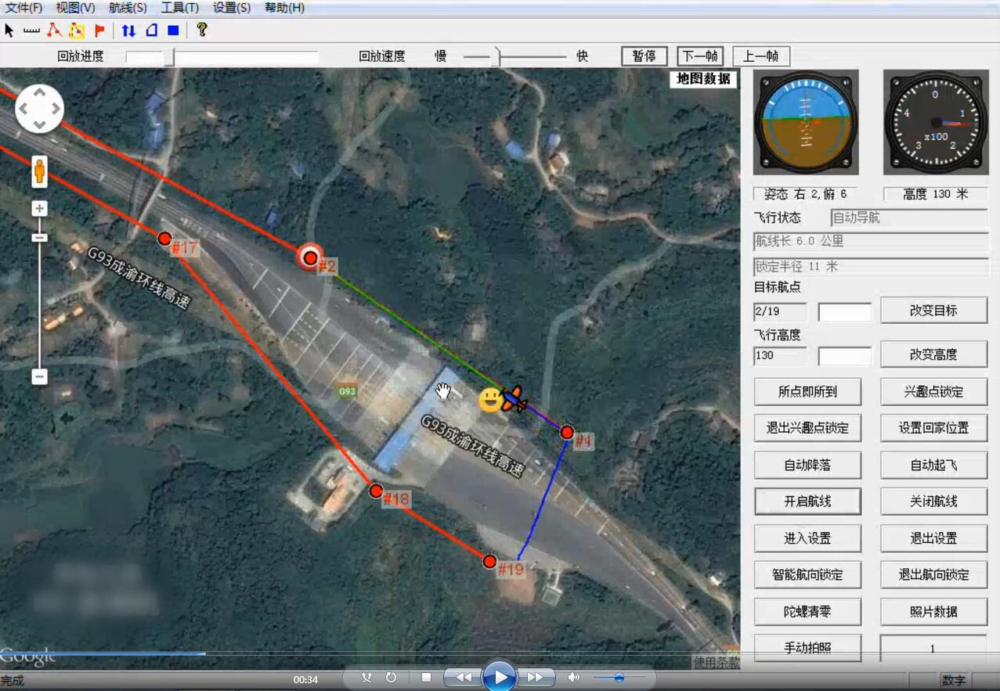 文件(F) 视图(V) 航线(S) 工具(T) 设置(S) 帮助(H)
回放进度 回放速度 慢 快 暂停 下一帧 上一帧
地图数据
0
1
2
3
4
x100
姿态 右 2,俯 6
高度 130 米
飞行状态 自动导航
航线长 6.0 公里
锁定半径 11 米
目标航点
2/19 改变目标
飞行高度
130 改变高度
所点即所到 兴趣点锁定
退出兴趣点锁定 设置回家位置
自动降落 自动起飞
开启航线 关闭航线
进入设置 退出设置
智能航向锁定 退出航向锁定
陀螺清零 照片数据
手动拍照 1
#17
#2
G93成渝环线高速
G93
G93成渝环线高速
#1
#18
#19
Google
使用条款
完成
00:34
数字